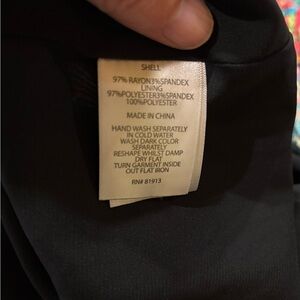 SHELL
97% RAYON3%SPANDEX
LINING
97%POLYESTER3%SPANDEX
100%POLYESTER
MADE IN CHINA
HAND WASH SEPARATELY
IN COLD WATER
WASH DARK COLOR
SEPARATELY
RESHAPE WHILST DAMP
DRY FLAT
TURN GARMENT INSIDE
OUT FLAT IRON
RN# 81913